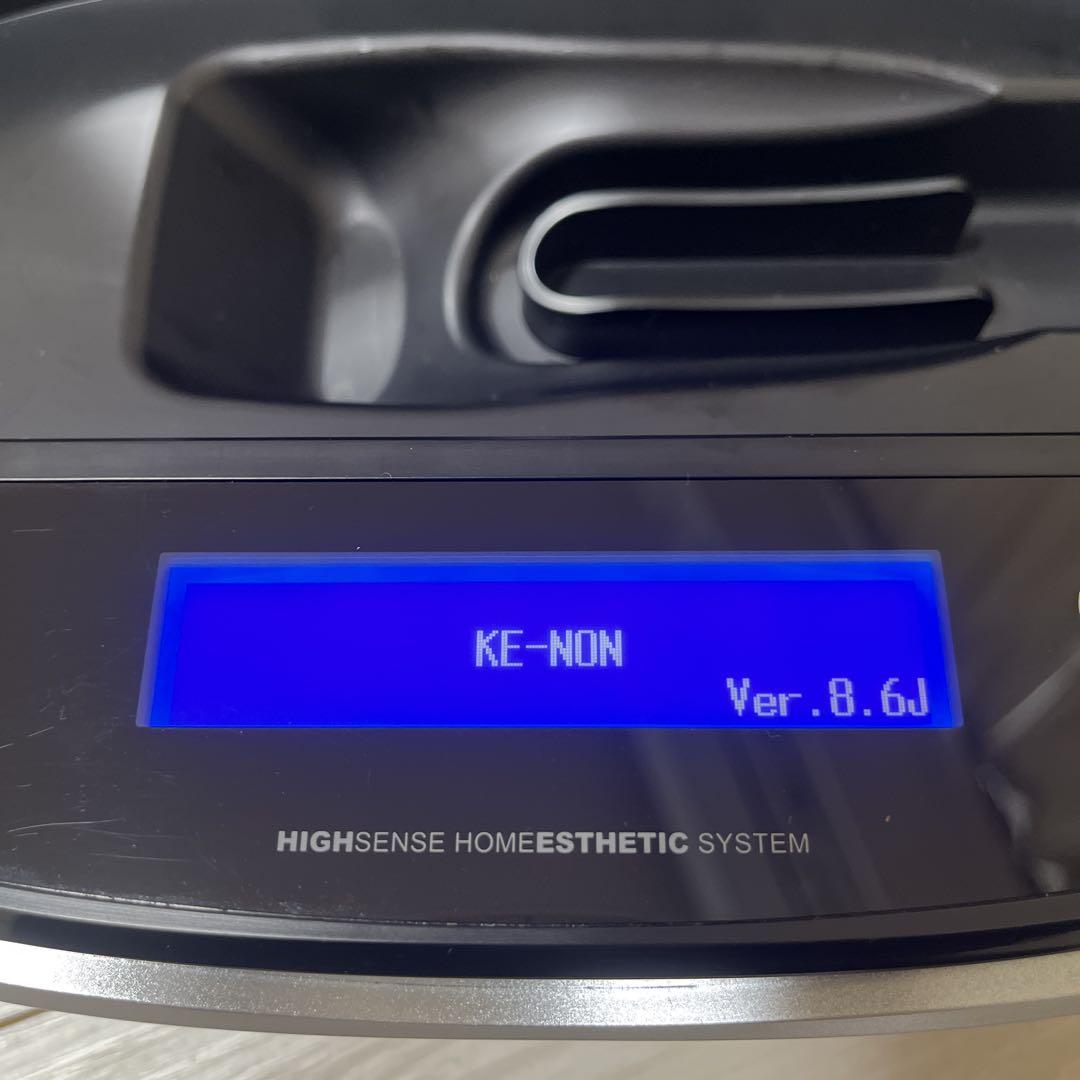 KE-NON
Ver.8.6J
HIGHSENSE HOMEESTHETIC SYSTEM